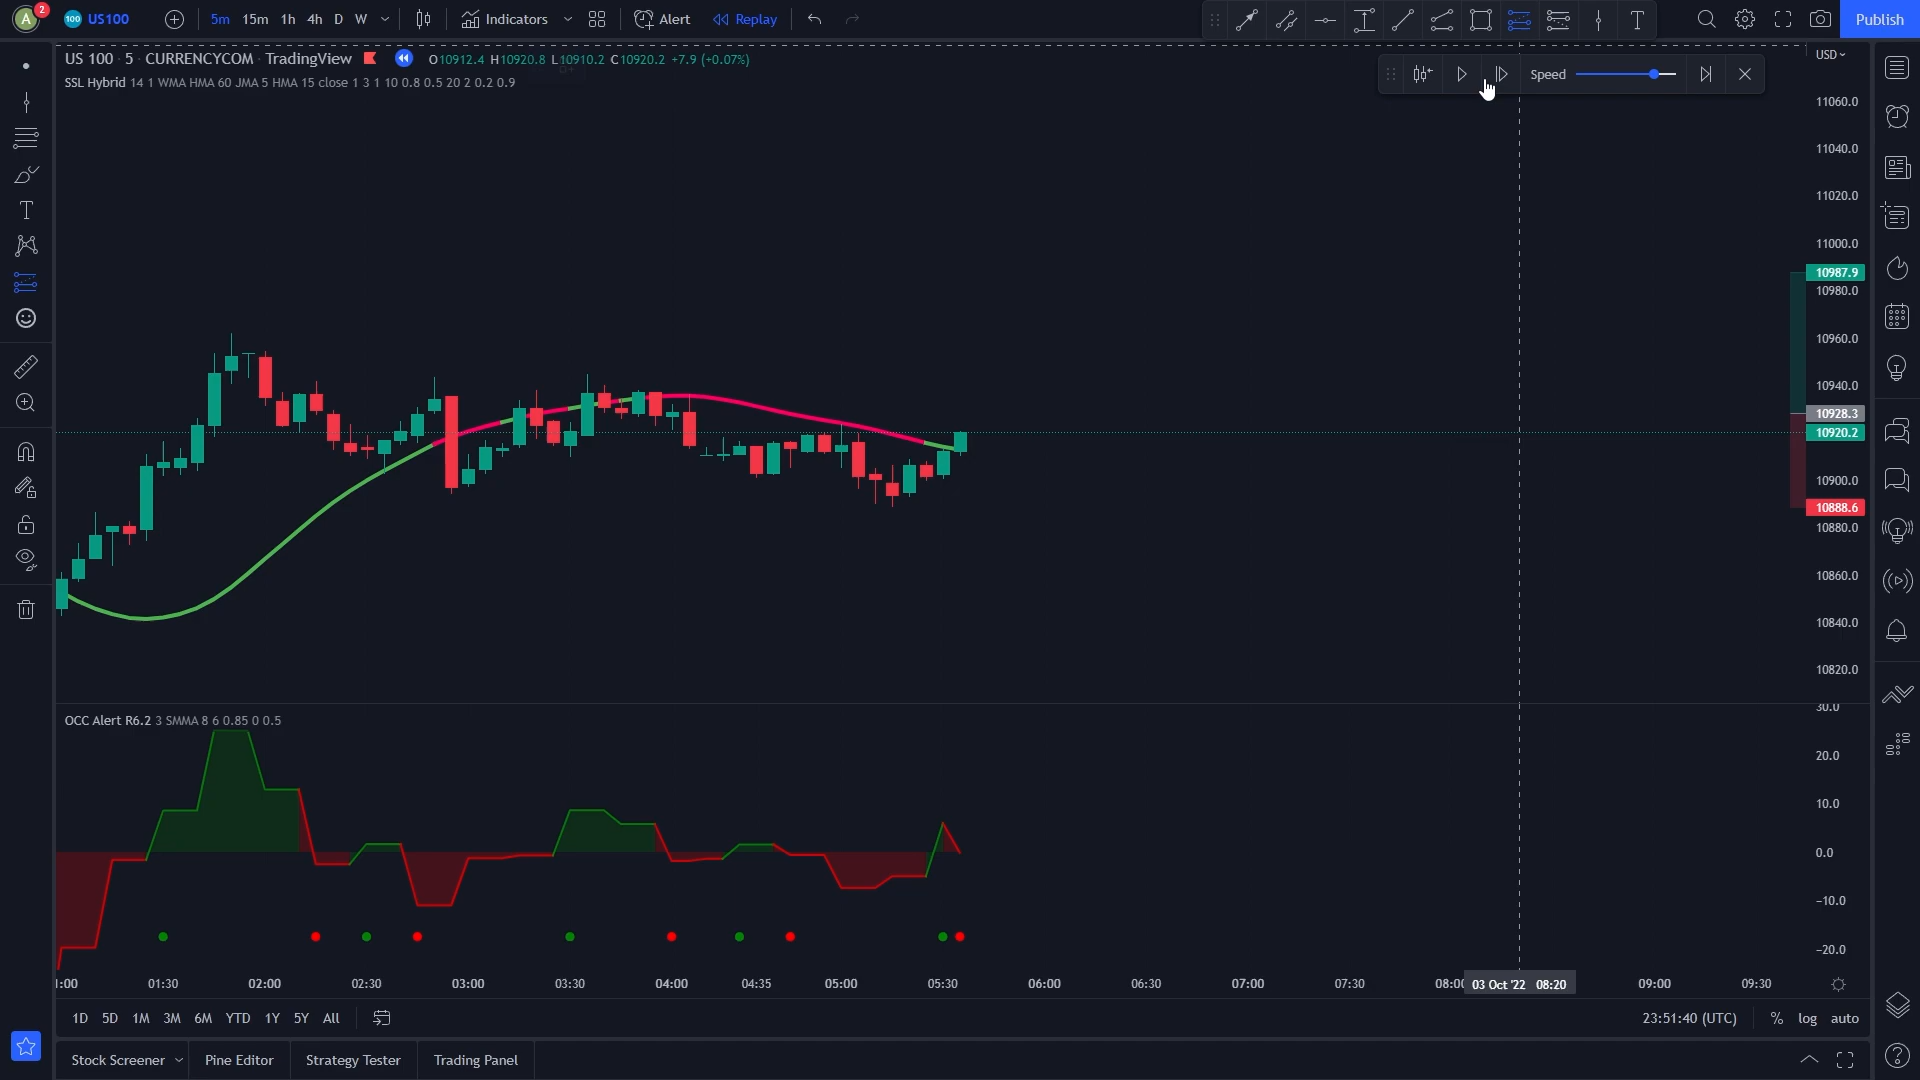 A 2 100 US100 5m 15m 1h 4h D W Indicators Alert Replay T Publish
US 100 · 5 · CURRENCYCOM · TradingView O10912.4 H10920.8 L10910.2 C10920.2 +7.9 (+0.07%) USD
SSL Hybrid 14 1 WMA HMA 60 JMA 5 HMA 15 close 1 3 1 10 0.8 0.5 20 2 0.2 0.9
Speed
11060.0
11040.0
11020.0
11000.0
10987.9
10980.0
10960.0
10940.0
10928.3
10920.2
10900.0
10888.6
10880.0
10860.0
10840.0
10820.0
OCC Alert R6.2 3 SMMA 8 6 0.85 0 0.5
30.0
20.0
10.0
0.0
−10.0
−20.0
1:00 01:30 02:00 02:30 03:00 03:30 04:00 04:35 05:00 05:30 06:00 06:30 07:00 07:30 08:0 03 Oct '22 08:20 09:00 09:30
1D 5D 1M 3M 6M YTD 1Y 5Y All 23:51:40 (UTC) % log auto
Stock Screener Pine Editor Strategy Tester Trading Panel